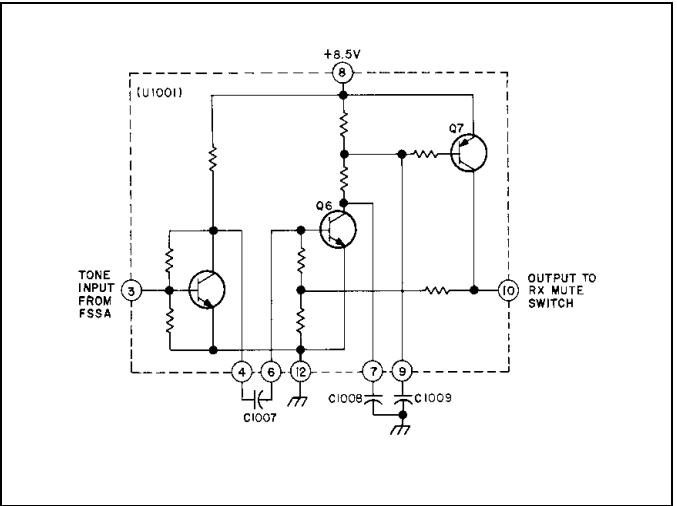 +8.5V
8
(U1001)
Q7
Q6
TONE
INPUT
FROM
FSSA
3
10
OUTPUT TO
RX MUTE
SWITCH
4
6
12
7
9
C1007
C1008
C1009